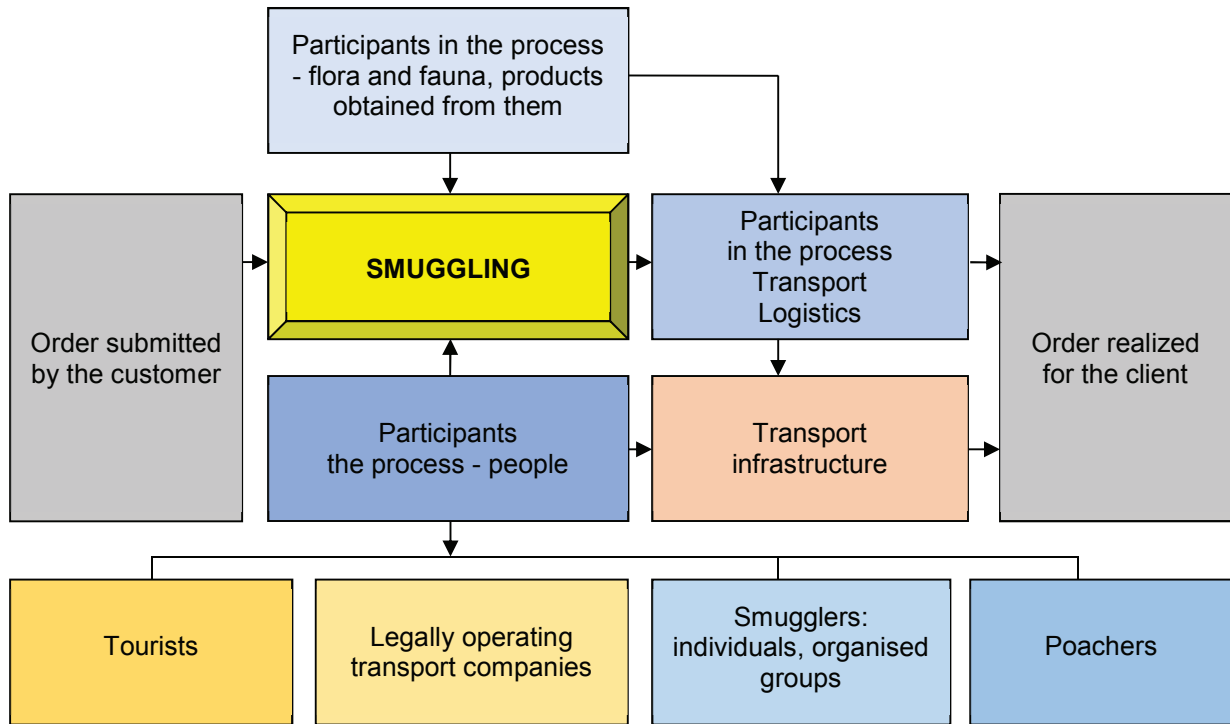 Participants in the process
- flora and fauna, products
obtained from them
Order submitted
by the customer
SMUGGLING
Participants
in the process
Transport
Logistics
Order realized
for the client
Participants
the process - people
Transport
infrastructure
Tourists
Legally operating
transport companies
Smugglers:
individuals, organised
groups
Poachers